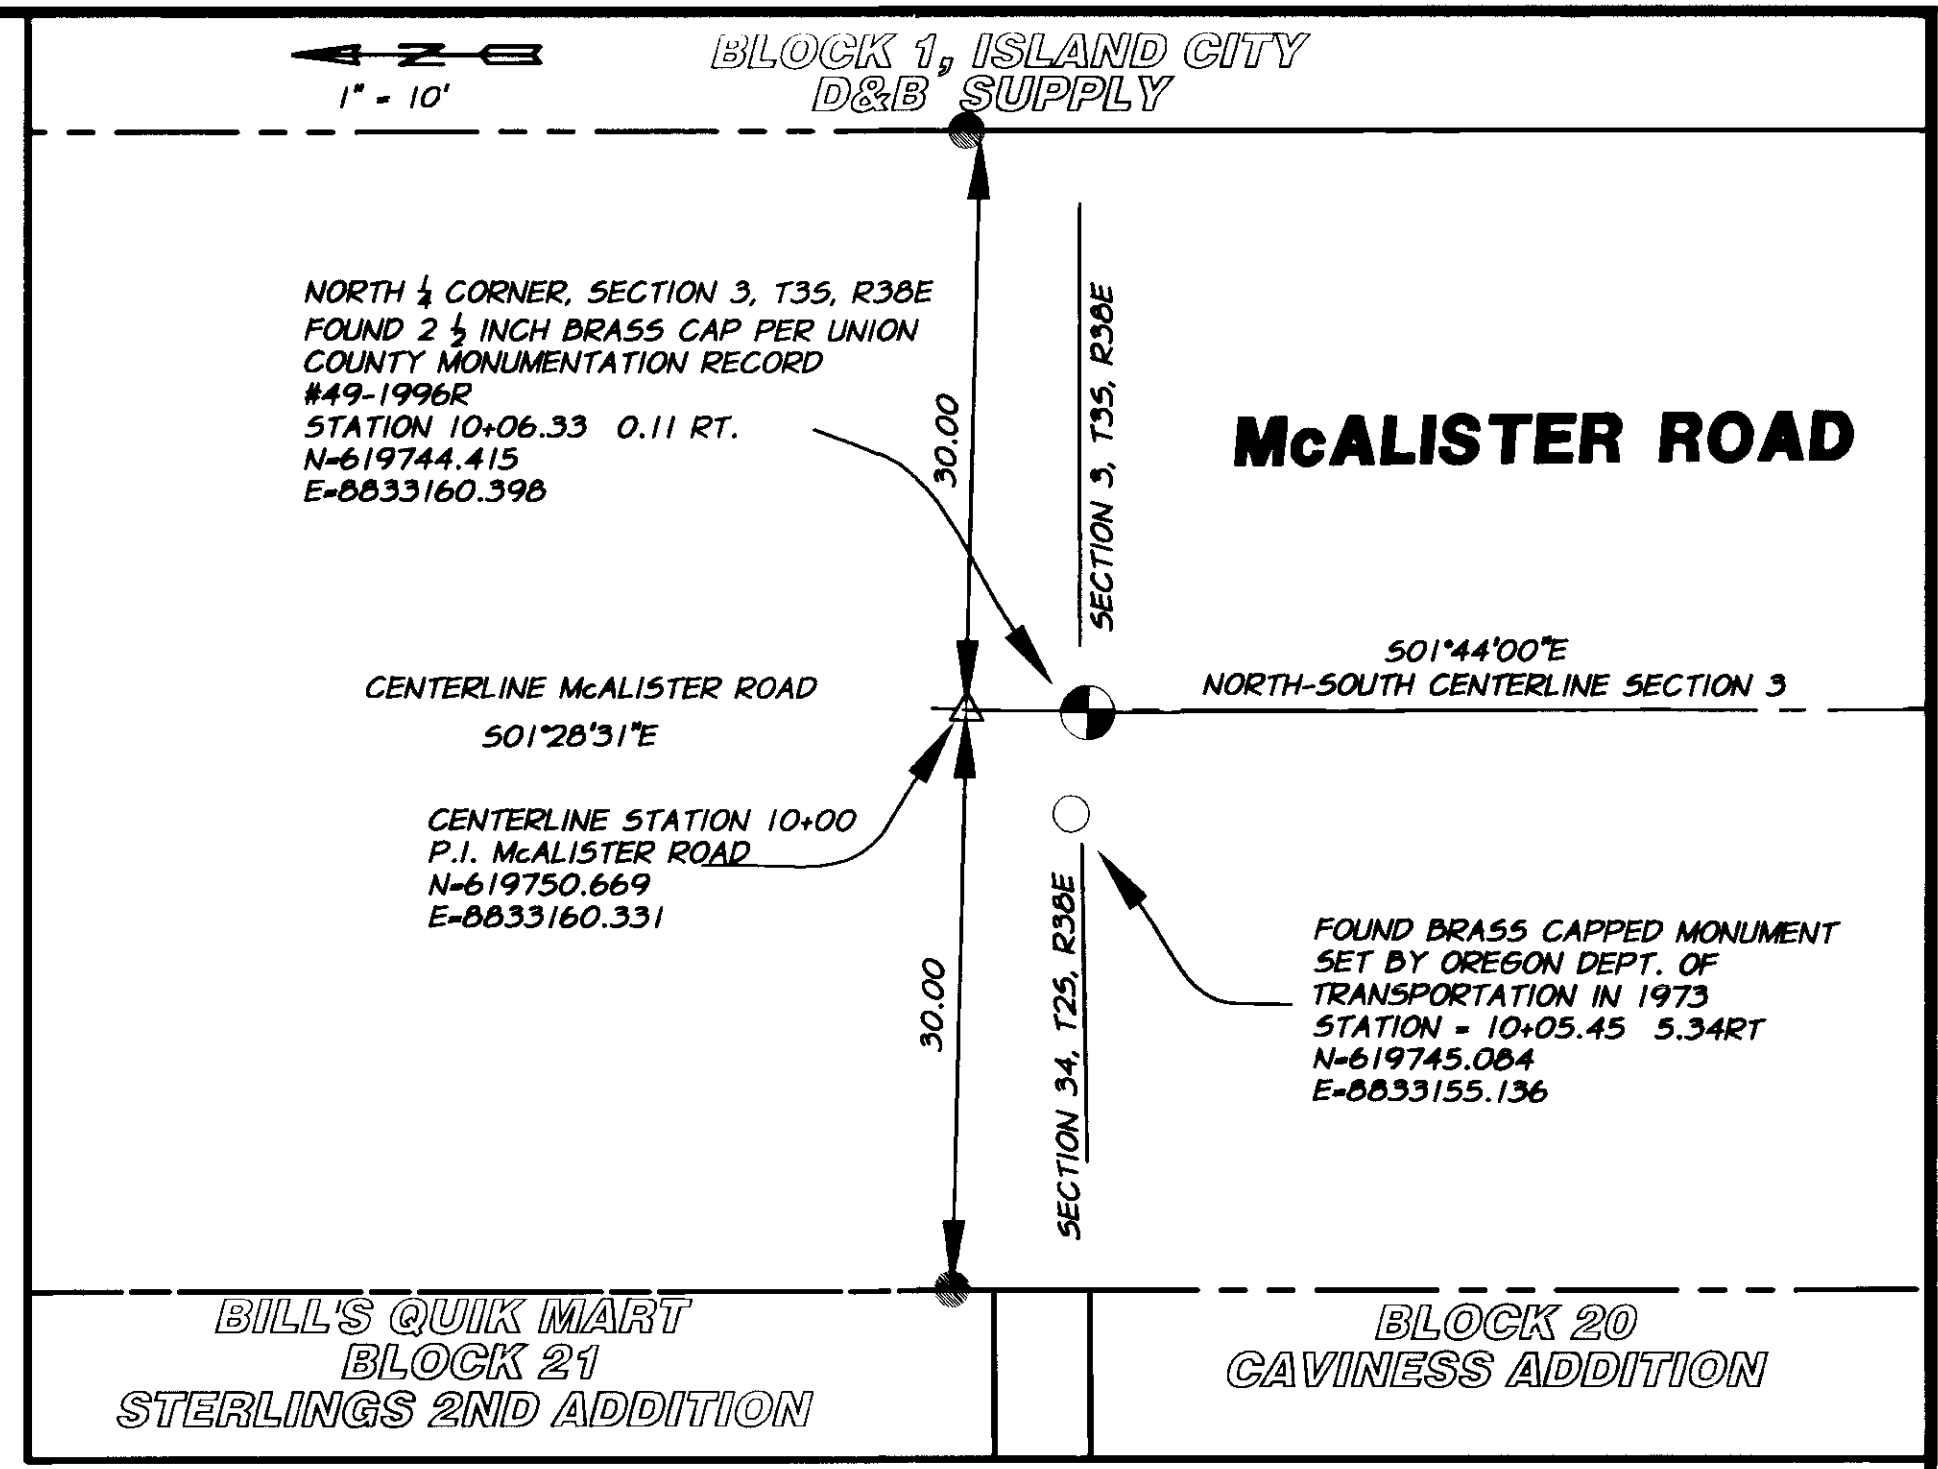 BLOCK 1, ISLAND CITY
D&B SUPPLY
N
1" = 10'
NORTH 1/4 CORNER, SECTION 3, T3S, R38E
FOUND 2 1/2 INCH BRASS CAP PER UNION
COUNTY MONUMENTATION RECORD
#49-1996R
STATION 10+06.33 0.11 RT.
N=619744.415
E=8833160.398
30.00
SECTION 3, T3S, R38E
McALISTER ROAD
CENTERLINE McALISTER ROAD
S01°28'31"E
S01°44'00"E
NORTH-SOUTH CENTERLINE SECTION 3
CENTERLINE STATION 10+00
P.I. McALISTER ROAD
N=619750.669
E=8833160.331
30.00
SECTION 34, T2S, R38E
FOUND BRASS CAPPED MONUMENT
SET BY OREGON DEPT. OF
TRANSPORTATION IN 1973
STATION = 10+05.45 5.34RT
N=619745.084
E=8833155.136
BILL'S QUIK MART
BLOCK 21
STERLINGS 2ND ADDITION
BLOCK 20
CAVINESS ADDITION